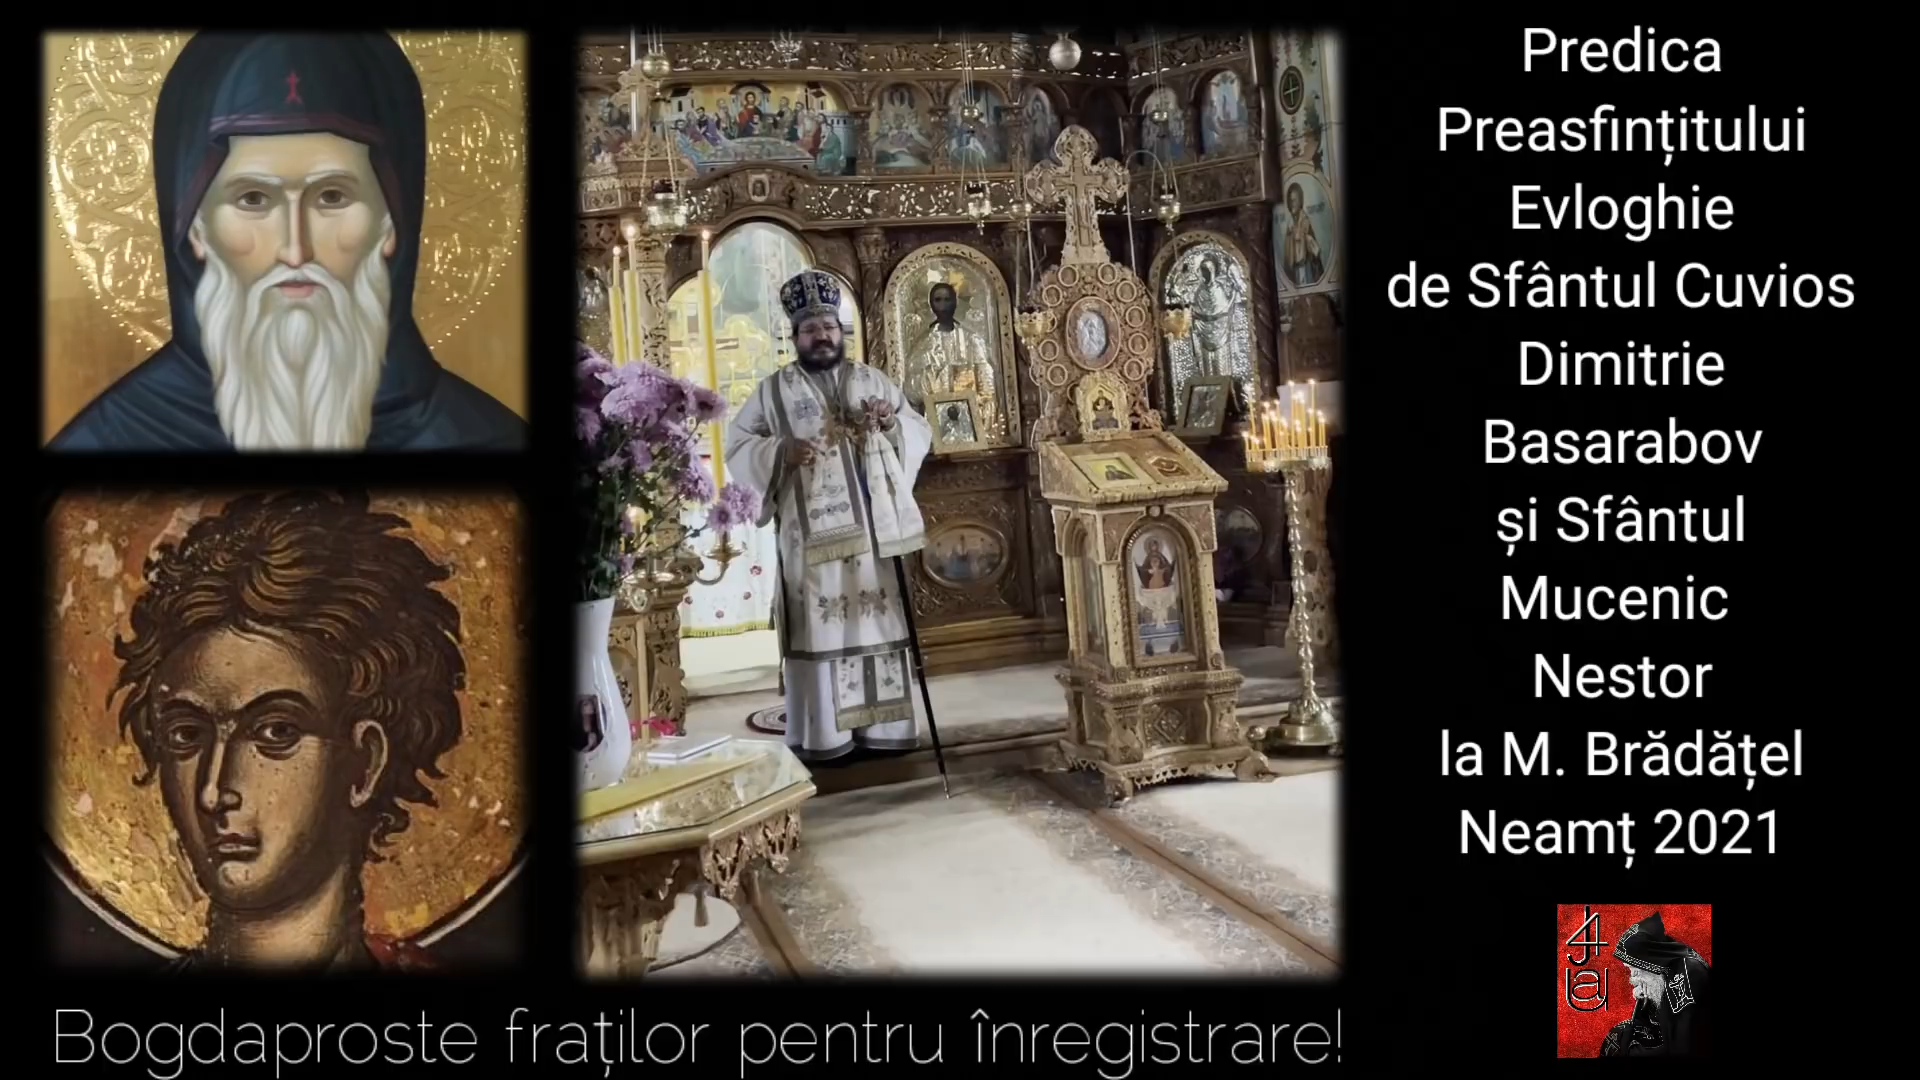 Predica
Preasfințitului
Evloghie
de Sfântul Cuvios
Dimitrie
Basarabov
și Sfântul
Mucenic
Nestor
la M. Brădățel
Neamț 2021
Bogdaproste fraților pentru înregistrare!